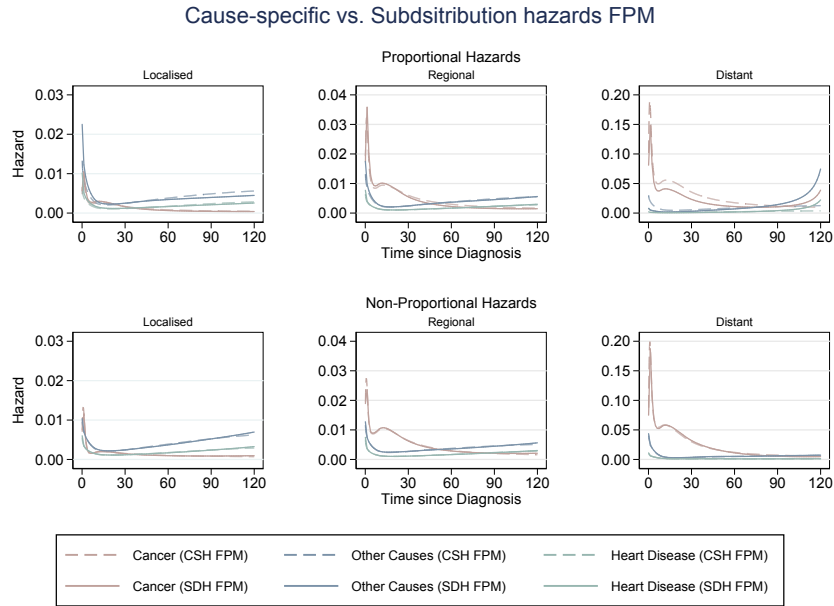 Cause-specific vs. Subdsitribution hazards FPM
Proportional Hazards
Localised
Regional
Distant
Hazard
0.03
0.02
0.01
0.00
0.04
0.03
0.02
0.01
0.00
0.20
0.15
0.10
0.05
0.00
0 30 60 90 120
0 30 60 90 120
0 30 60 90 120
Time since Diagnosis
Non-Proportional Hazards
Localised
Regional
Distant
Hazard
0.03
0.02
0.01
0.00
0.04
0.03
0.02
0.01
0.00
0.20
0.15
0.10
0.05
0.00
0 30 60 90 120
0 30 60 90 120
0 30 60 90 120
Time since Diagnosis
Cancer (CSH FPM) Other Causes (CSH FPM) Heart Disease (CSH FPM)
Cancer (SDH FPM) Other Causes (SDH FPM) Heart Disease (SDH FPM)